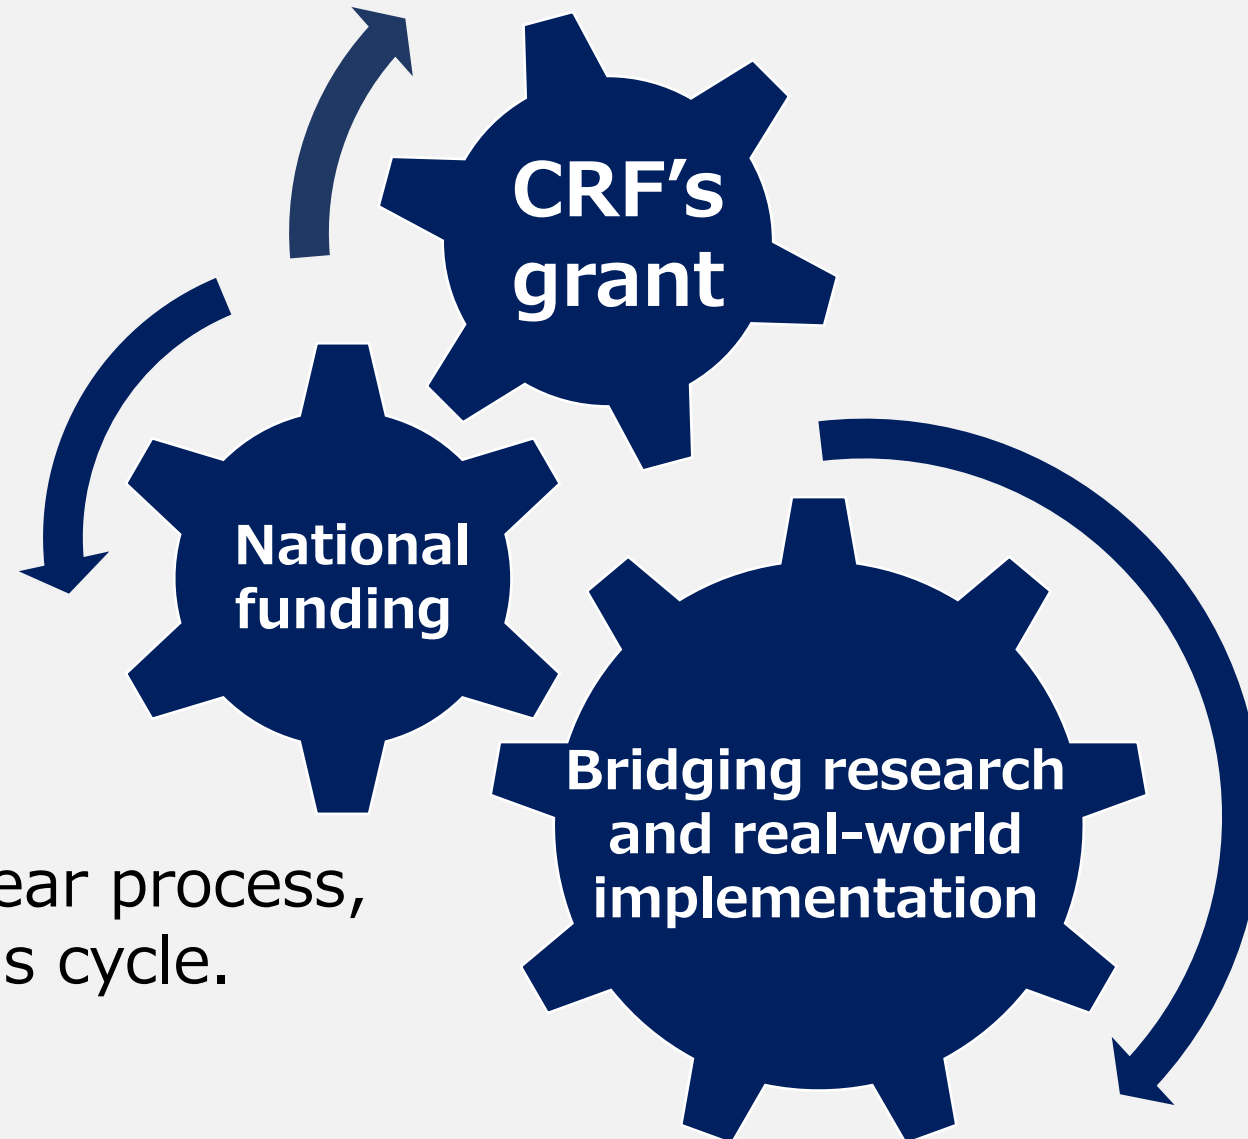 CRF’s
grant
National
funding
Bridging research
and real-world
implementation
ear process,
s cycle.